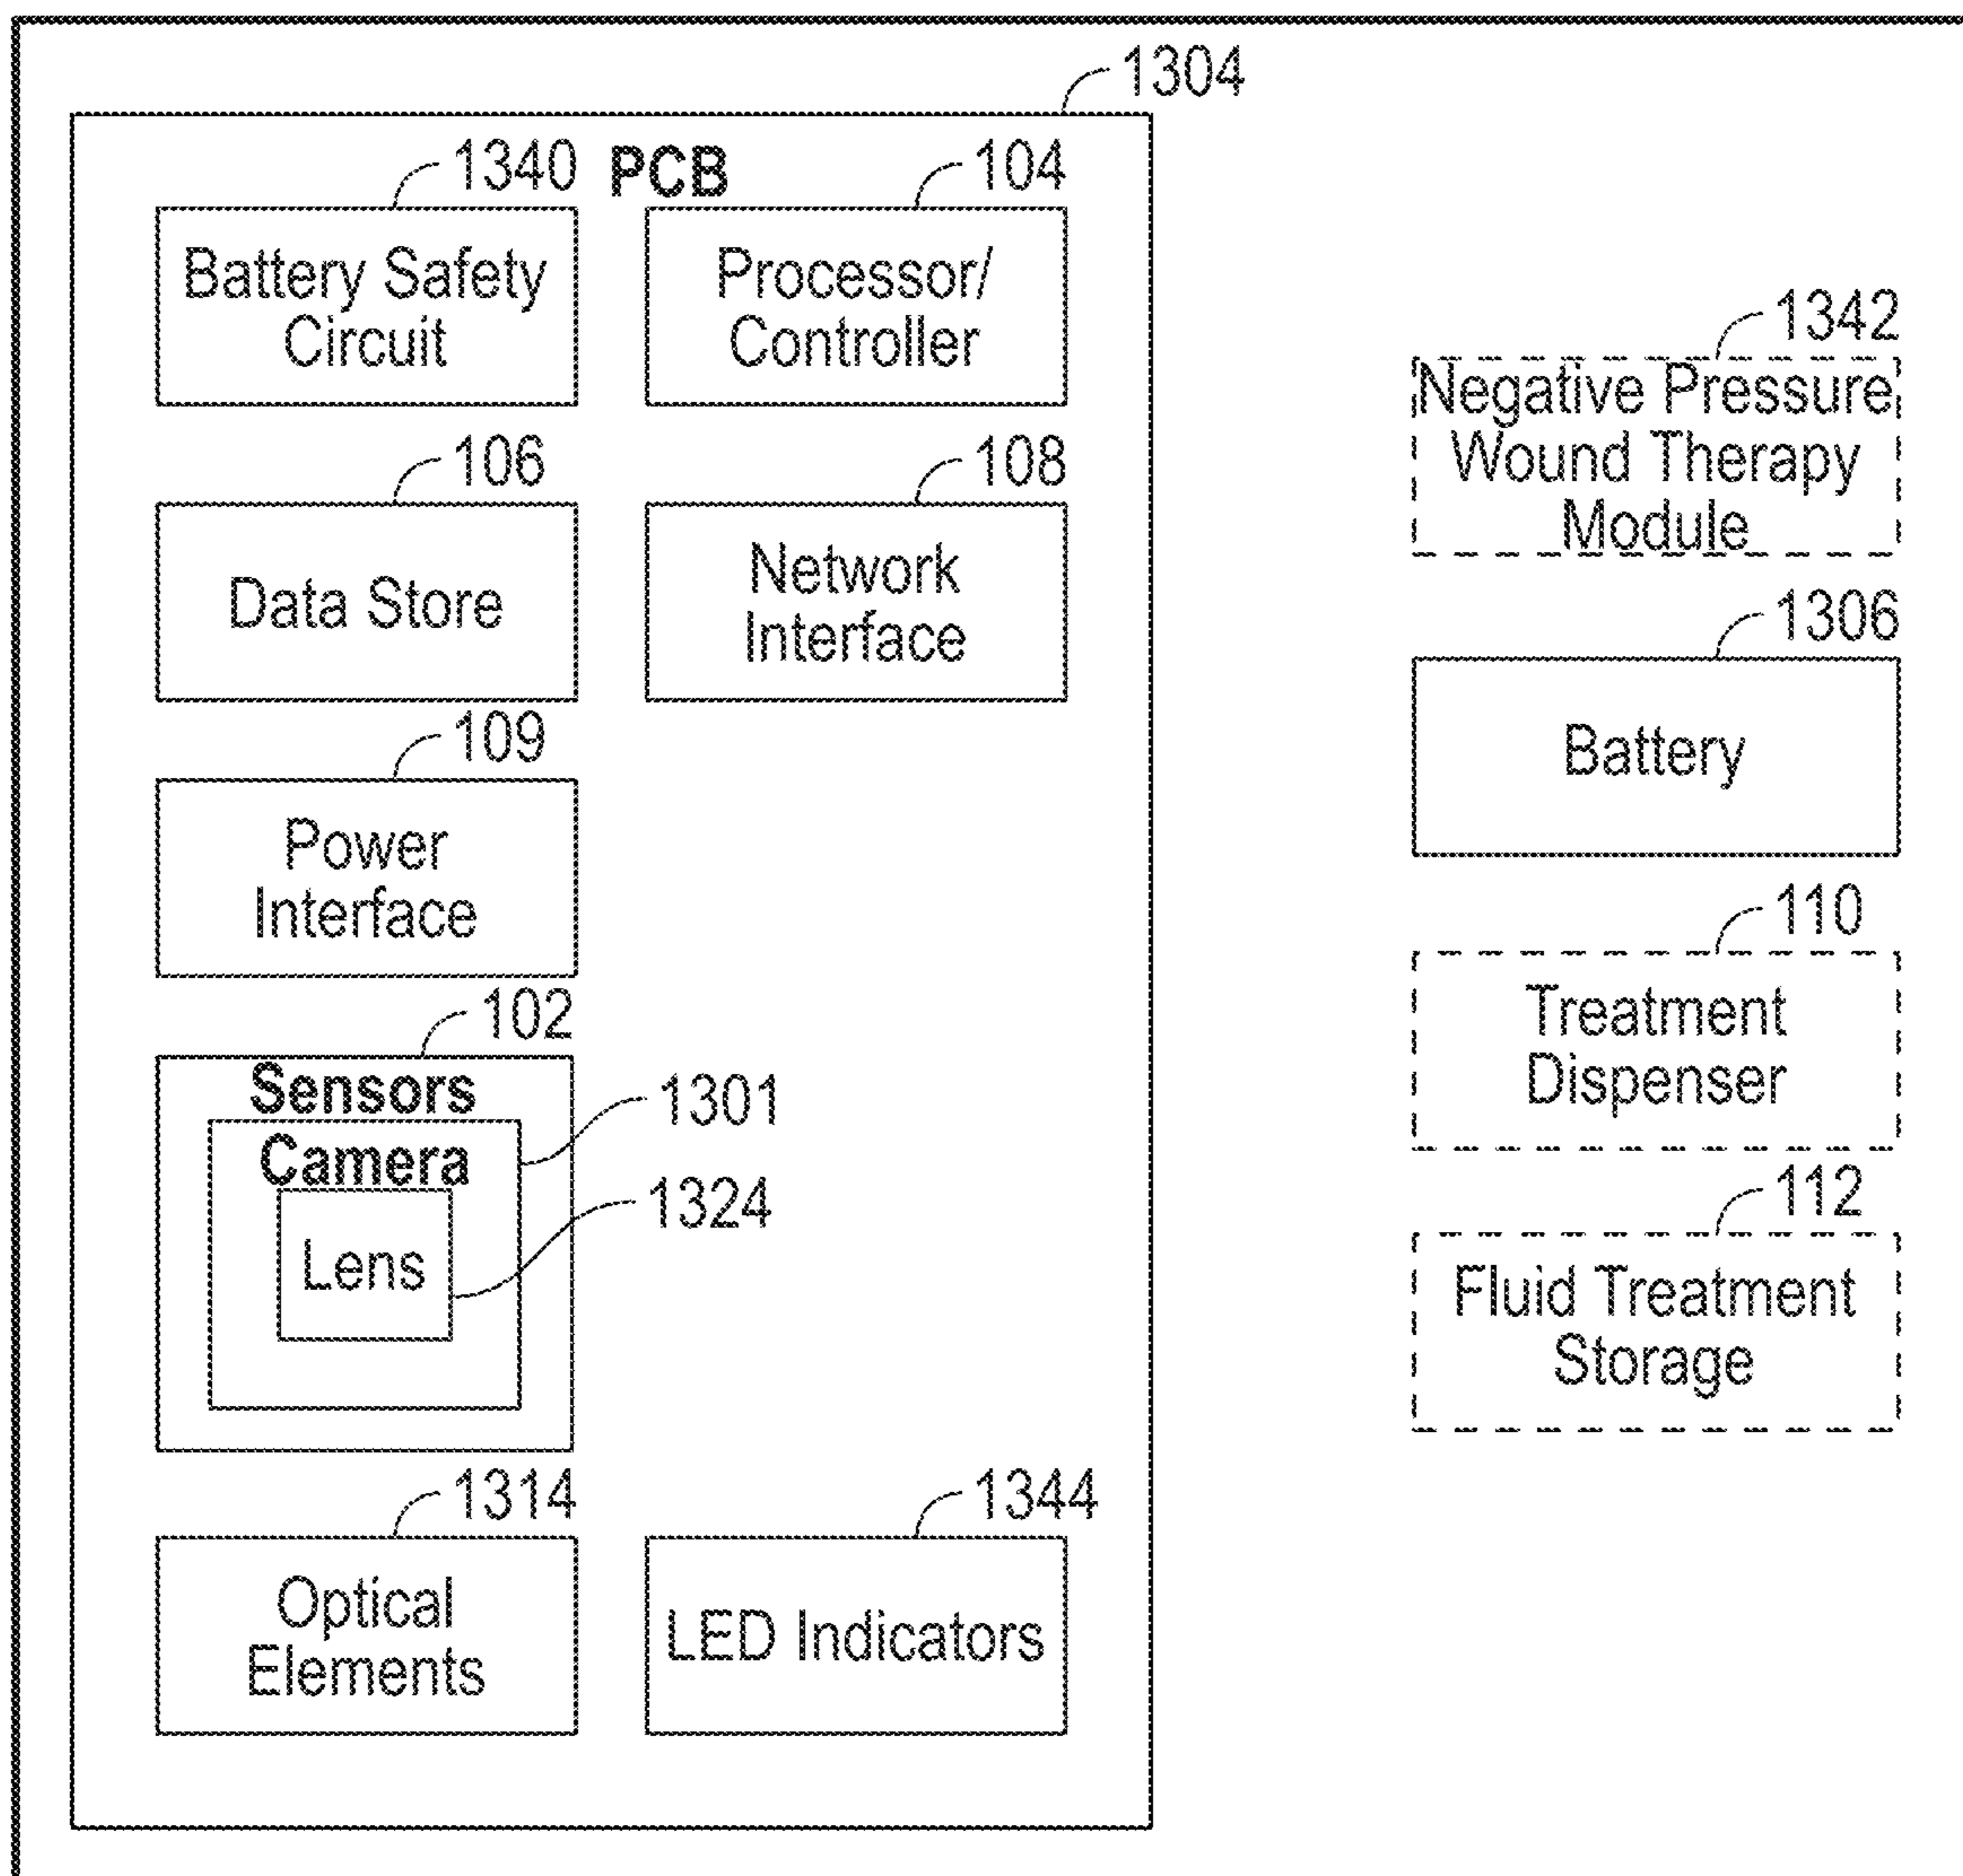 1304
1340
PCB
104
Battery Safety
Circuit
Processor/
Controller
1342
Negative Pressure
Wound Therapy
Module
106
108
Data Store
Network
Interface
1306
Battery
109
Power
Interface
110
Treatment
Dispenser
102
Sensors
1301
Camera
1324
Lens
112
Fluid Treatment
Storage
1314
1344
Optical
Elements
LED Indicators